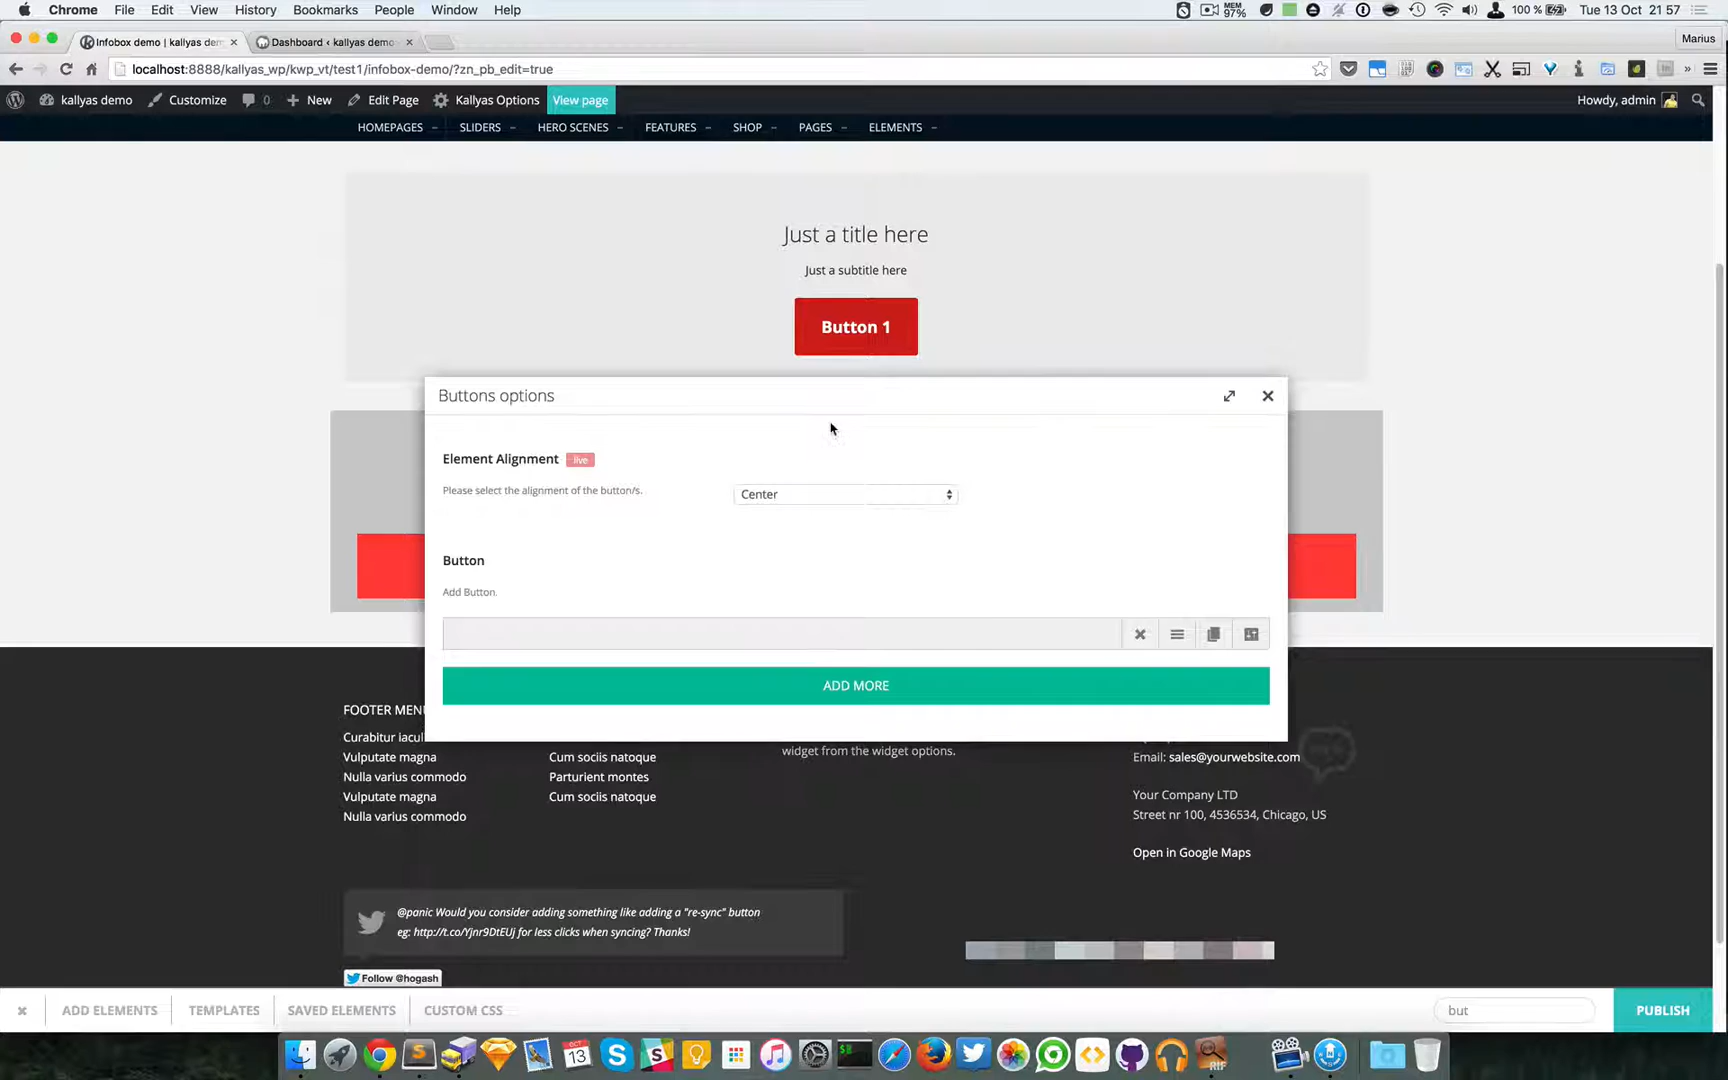 Chrome File Edit View History Bookmarks People Window Help
MEM 97% 100 % Tue 13 Oct 21 57
Infobox demo | kallyas dem
Dashboard ‹ kallyas demo
Marius
localhost:8888/kallyas_wp/kwp_vt/test1/infobox-demo/?zn_pb_edit=true
kallyas demo Customize 0 New Edit Page Kallyas Options View page Howdy, admin
HOMEPAGES SLIDERS HERO SCENES FEATURES SHOP PAGES ELEMENTS
Just a title here
Just a subtitle here
Button 1
Buttons options
Element Alignment live
Please select the alignment of the button/s.
Center
Button
Add Button.
ADD MORE
FOOTER MENU
Curabitur iacul
Vulputate magna Cum sociis natoque
Nulla varius commodo Parturient montes
Vulputate magna Cum sociis natoque
Nulla varius commodo
widget from the widget options.
Email: sales@yourwebsite.com
Your Company LTD
Street nr 100, 4536534, Chicago, US
Open in Google Maps
@panic Would you consider adding something like adding a "re-sync" button
eg: http://t.co/Yjnr9DtEUj for less clicks when syncing? Thanks!
Follow @hogash
ADD ELEMENTS TEMPLATES SAVED ELEMENTS CUSTOM CSS but PUBLISH
OCT
13
RIF